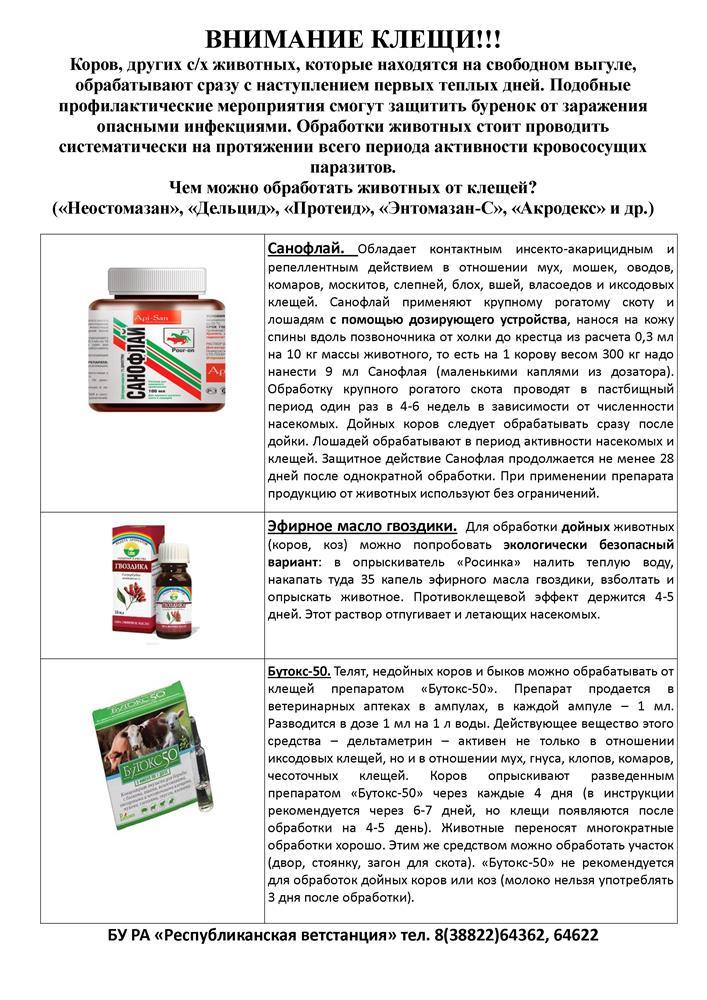 ВНИМАНИЕ КЛЕЩИ!!!
Коров, других с/х животных, которые находятся на свободном выгуле,
обрабатывают сразу с наступлением первых теплых дней. Подобные
профилактические мероприятия смогут защитить буренок от заражения
опасными инфекциями. Обработки животных стоит проводить
систематически на протяжении всего периода активности кровососущих
паразитов.
Чем можно обработать животных от клещей?
(«Неостомазан», «Дельцид», «Протеид», «Энтомазан-С», «Акродекс» и др.)
Api-San
САНОФЛАЙ
Pour-on
100 мл
Санофлай. Обладает контактным инсекто-акарицидным и
репеллентным действием в отношении мух, мошек, оводов,
комаров, москитов, слепней, блох, вшей, власоедов и иксодовых
клещей. Санофлай применяют крупному рогатому скоту и
лошадям с помощью дозирующего устройства, нанося на кожу
спины вдоль позвоночника от холки до крестца из расчета 0,3 мл
на 10 кг массы животного, то есть на 1 корову весом 300 кг надо
нанести 9 мл Санофлая (маленькими каплями из дозатора).
Обработку крупного рогатого скота проводят в пастбищный
период один раз в 4-6 недель в зависимости от численности
насекомых. Дойных коров следует обрабатывать сразу после
дойки. Лошадей обрабатывают в период активности насекомых и
клещей. Защитное действие Санофлая продолжается не менее 28
дней после однократной обработки. При применении препарата
продукцию от животных используют без ограничений.
ГВОЗДИКА
ГВОЗДИКА
Эфирное масло гвоздики. Для обработки дойных животных
(коров, коз) можно попробовать экологически безопасный
вариант: в опрыскиватель «Росинка» налить теплую воду,
накапать туда 35 капель эфирного масла гвоздики, взболтать и
опрыскать животное. Противоклещевой эффект держится 4-5
дней. Этот раствор отпугивает и летающих насекомых.
БУТОКС 50
БУТОКС 50
Бутокс-50. Телят, недойных коров и быков можно обрабатывать от
клещей препаратом «Бутокс-50». Препарат продается в
ветеринарных аптеках в ампулах, в каждой ампуле – 1 мл.
Разводится в дозе 1 мл на 1 л воды. Действующее вещество этого
средства – дельтаметрин – активен не только в отношении
иксодовых клещей, но и в отношении мух, гнуса, клопов, комаров,
чесоточных клещей. Коров опрыскивают разведенным
препаратом «Бутокс-50» через каждые 4 дня (в инструкции
рекомендуется через 6-7 дней, но клещи появляются после
обработки на 4-5 день). Животные переносят многократные
обработки хорошо. Этим же средством можно обработать участок
(двор, стоянку, загон для скота). «Бутокс-50» не рекомендуется
для обработок дойных коров или коз (молоко нельзя употреблять
3 дня после обработки).
БУ РА «Республиканская ветстанция» тел. 8(38822)64362, 64622